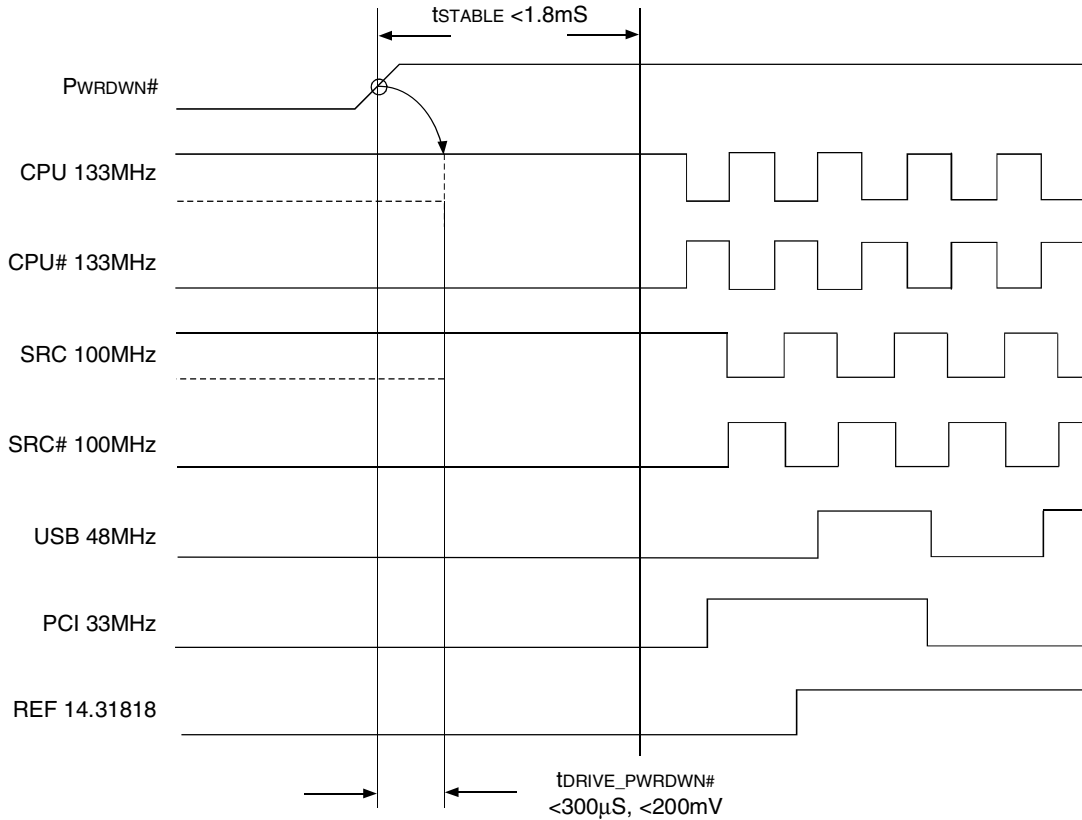 tSTABLE <1.8mS
PWRDWN#
CPU 133MHz
CPU# 133MHz
SRC 100MHz
SRC# 100MHz
USB 48MHz
PCI 33MHz
REF 14.31818
tDRIVE_PWRDWN#
<300μS, <200mV